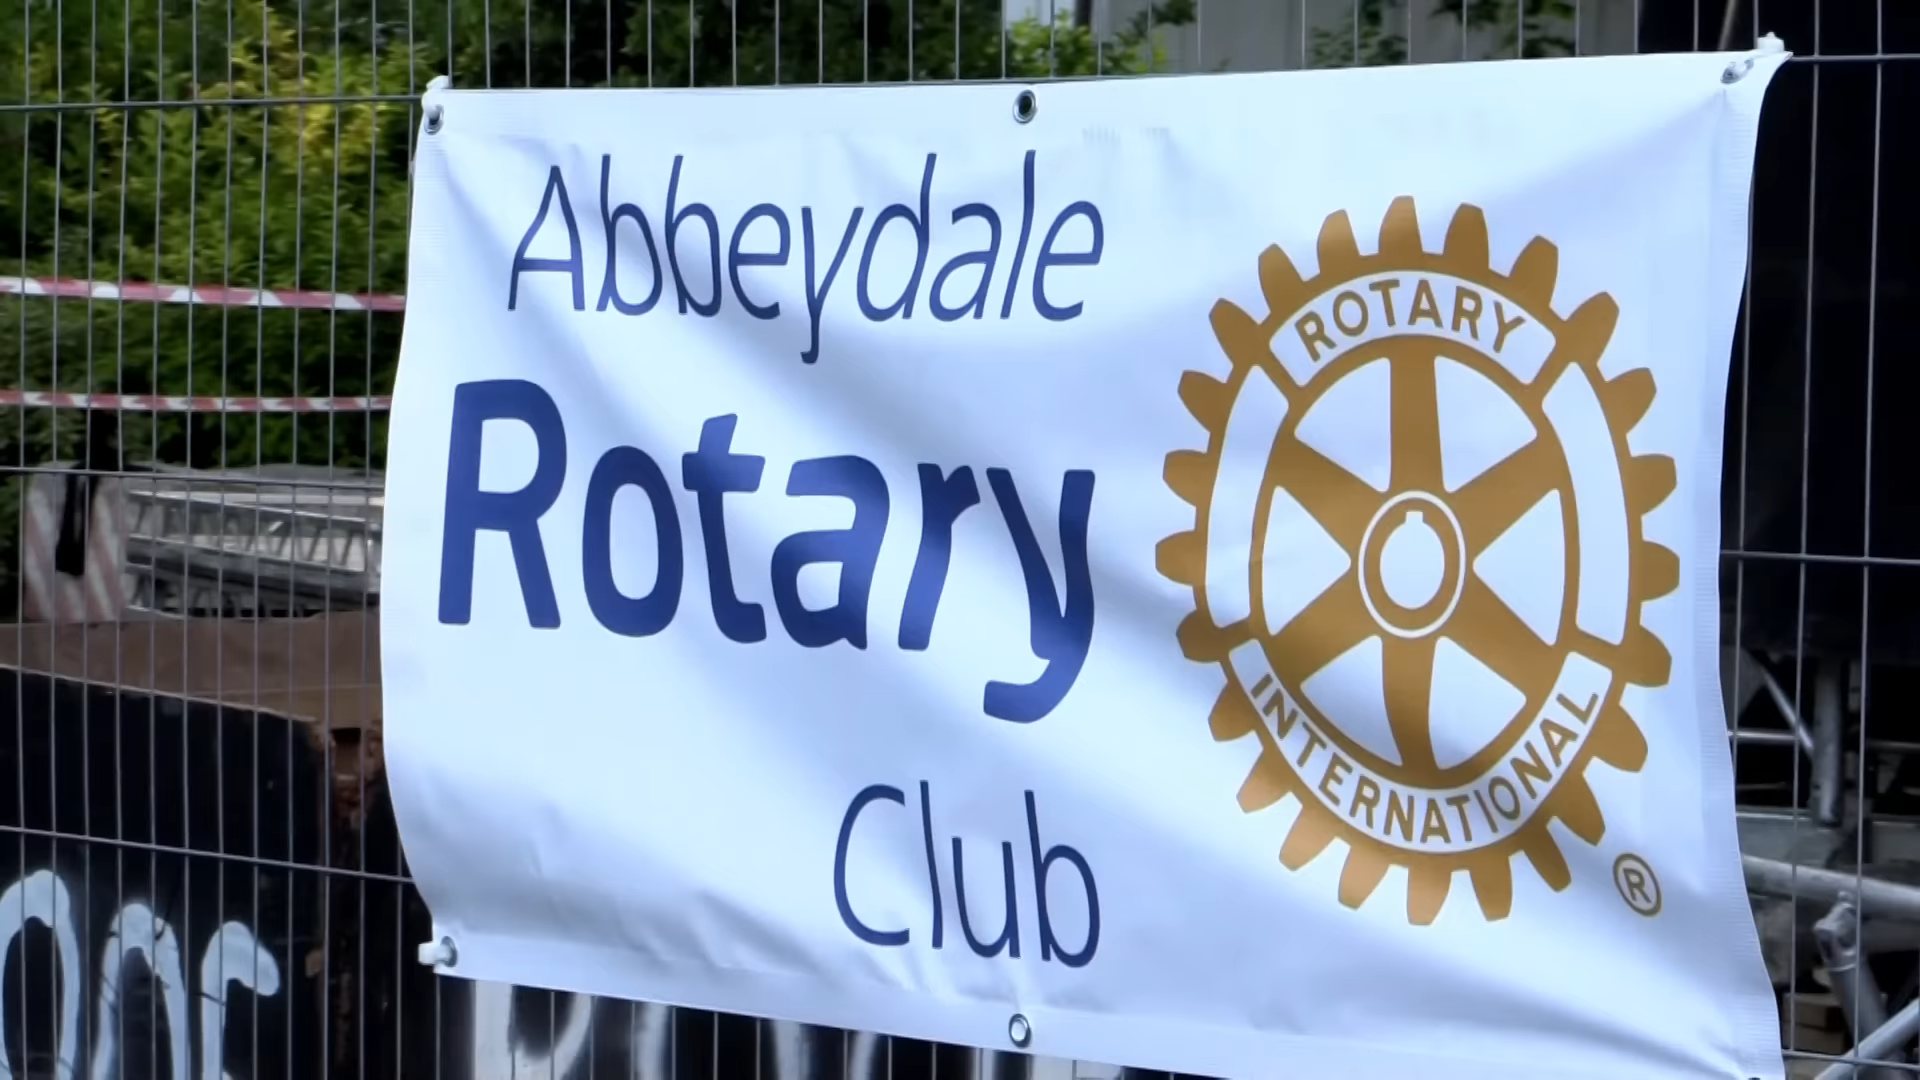 Abbeydale
Rotary
Club
ROTARY
INTERNATIONAL
®